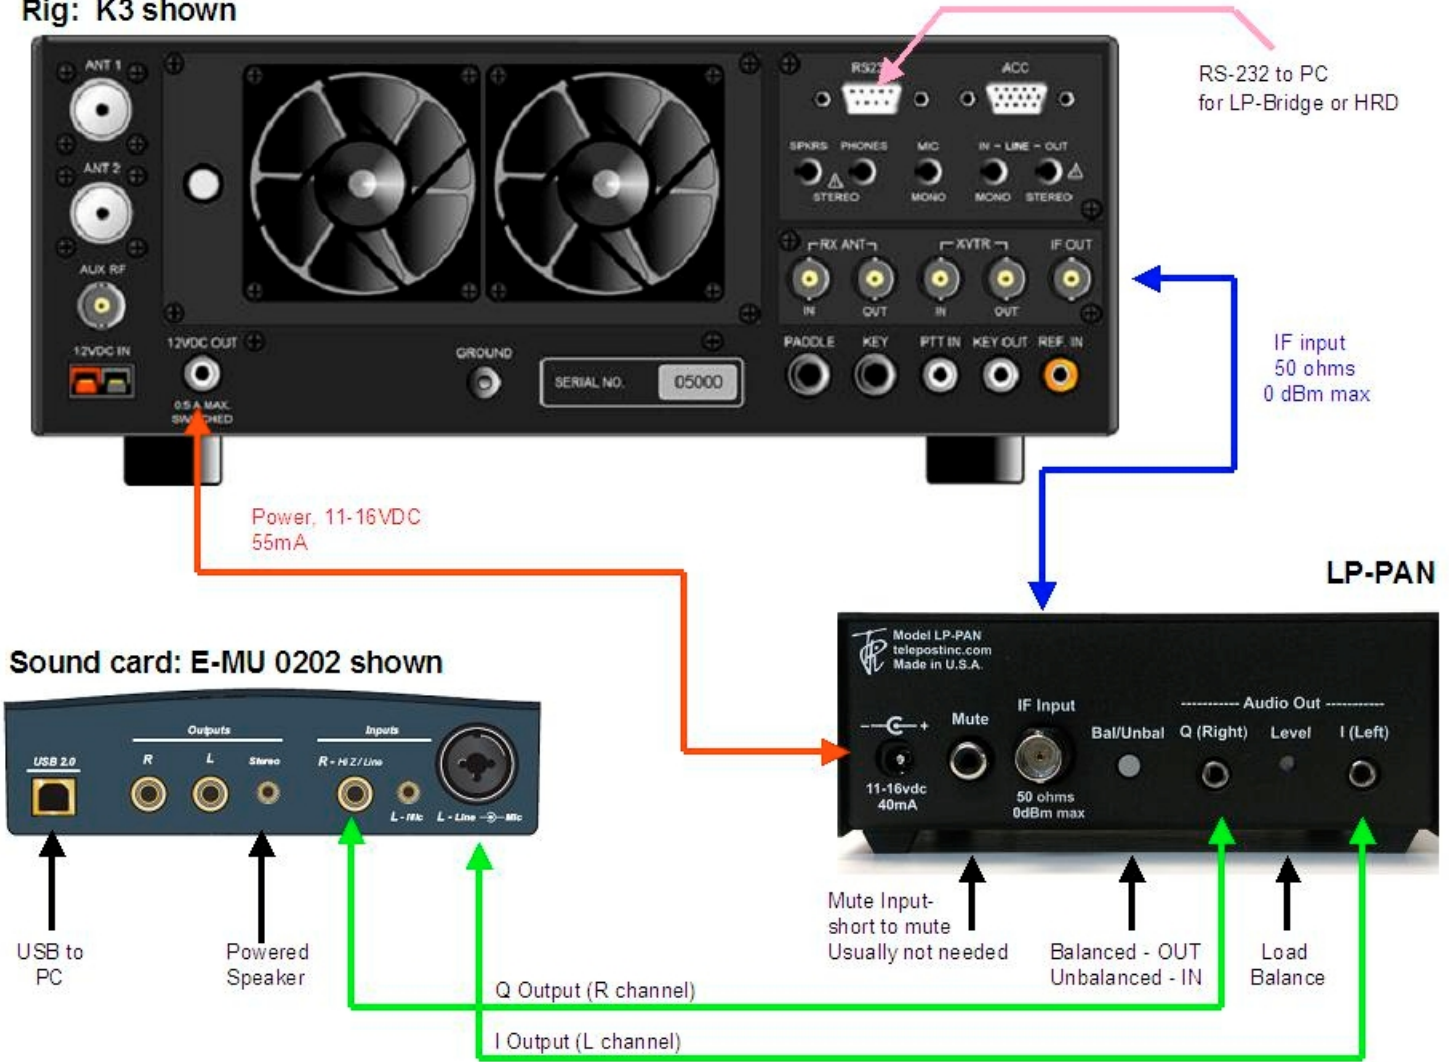 Rig: K3 shown
ANT 1
ANT 2
AUX RF
12VDC IN
12VDC OUT
0.5 A MAX.
SWITCHED
GROUND
SERIAL NO.
05000
RS232
ACC
SPKRS
PHONES
STEREO
MIC
MONO
IN - LINE - OUT
MONO
STEREO
RX ANT
IN
OUT
XVTR
IN
OUT
IF OUT
PADDLE
KEY
PTT IN
KEY OUT
REF. IN
RS-232 to PC
for LP-Bridge or HRD
IF input
50 ohms
0 dBm max
Power, 11-16VDC
55mA
LP-PAN
Model LP-PAN
telepostinc.com
Made in U.S.A.
- +
11-16vdc
40mA
Mute
IF Input
50 ohms
0dBm max
Bal/Unbal
----------- Audio Out -----------
Q (Right)
Level
I (Left)
Sound card: E-MU 0202 shown
USB 2.0
Outputs
R
L
Stereo
Inputs
R - Hi Z / Line
L - Mic
L - Line
Mic
USB to
PC
Powered
Speaker
Mute Input-
short to mute
Usually not needed
Balanced - OUT
Unbalanced - IN
Load
Balance
Q Output (R channel)
I Output (L channel)